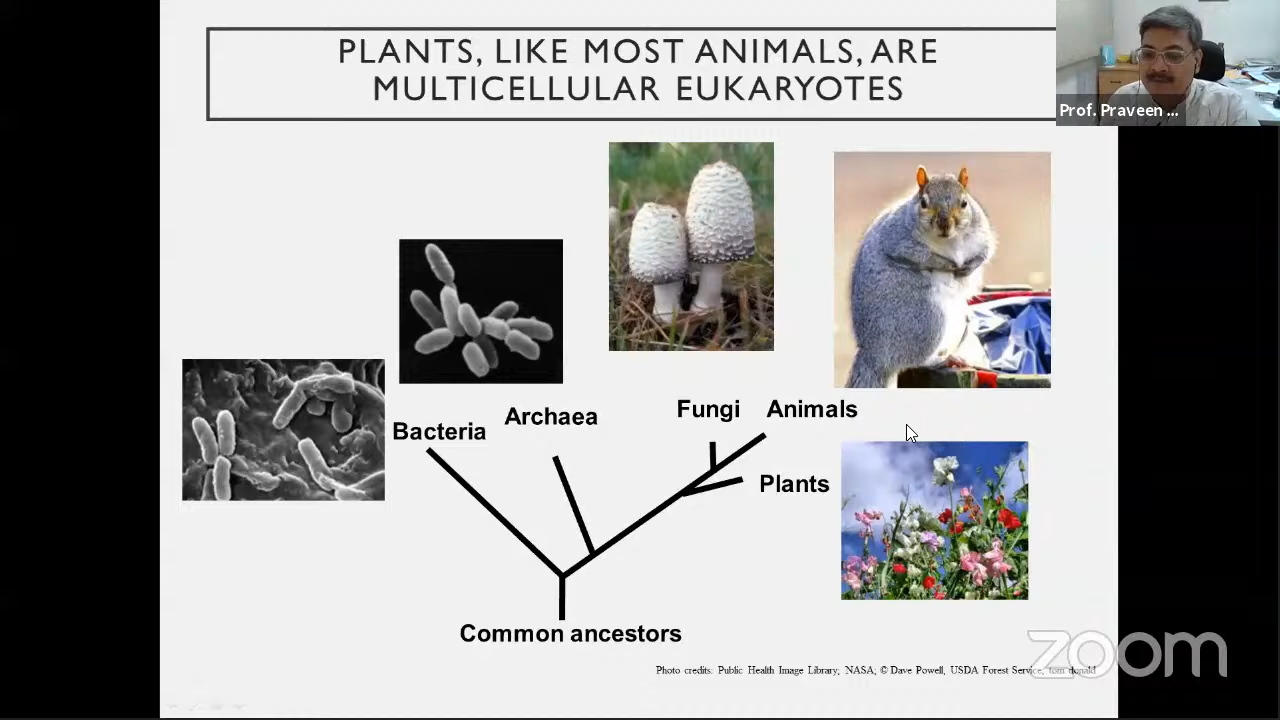 PLANTS, LIKE MOST ANIMALS, ARE
MULTICELLULAR EUKARYOTES
Prof. Praveen ...
Fungi
Animals
Archaea
Bacteria
Plants
Common ancestors
Photo credits: Public Health Image Library; NASA; © Dave Powell, USDA Forest Service, tom donald
zoom